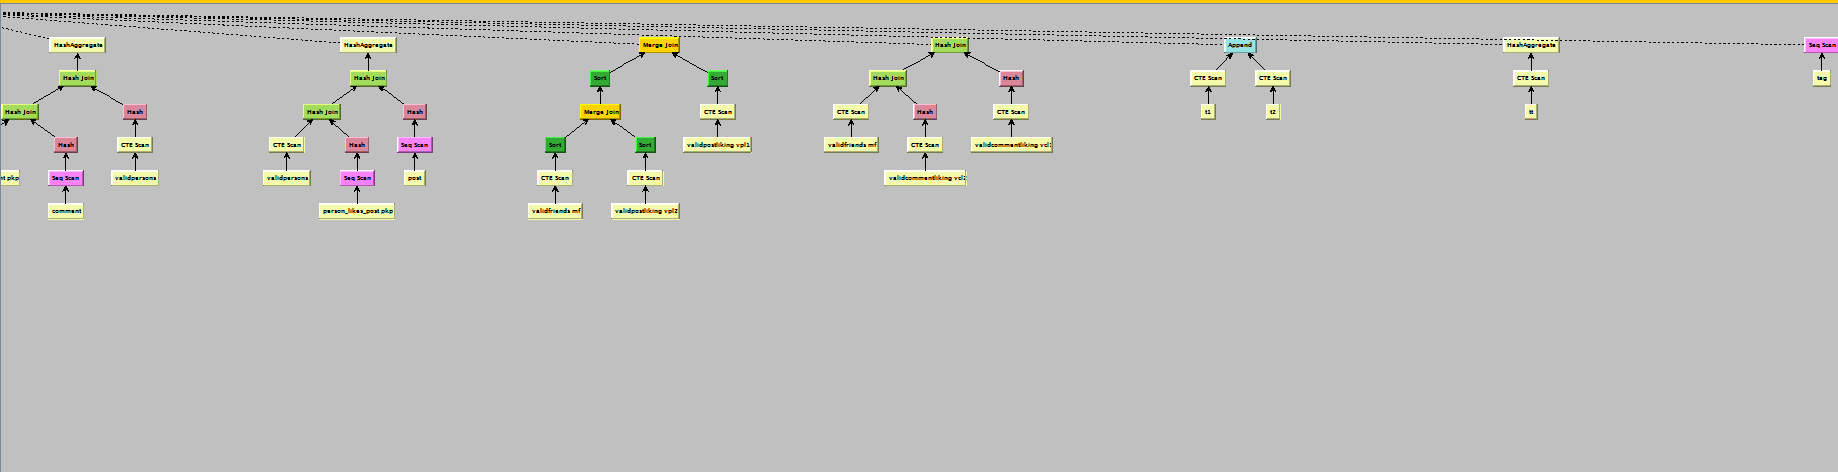 HashAggregate HashAggregate Merge Join Hash Join Append HashAggregate Seq Scan
Hash Join Hash Join Sort Sort Hash Join Hash CTE Scan CTE Scan CTE Scan tag
Hash Join Hash Hash Join Hash Merge Join CTE Scan CTE Scan Hash CTE Scan t1 t2 tt
Hash CTE Scan CTE Scan Hash Seq Scan Sort Sort validpostliking vpl1 validfriends mf CTE Scan validcommentliking
pkp Seq Scan validpersons validpersons Seq Scan post CTE Scan CTE Scan validcommentliking vcl2
comment person_likes_post pkp validfriends mf validpostliking vpl2